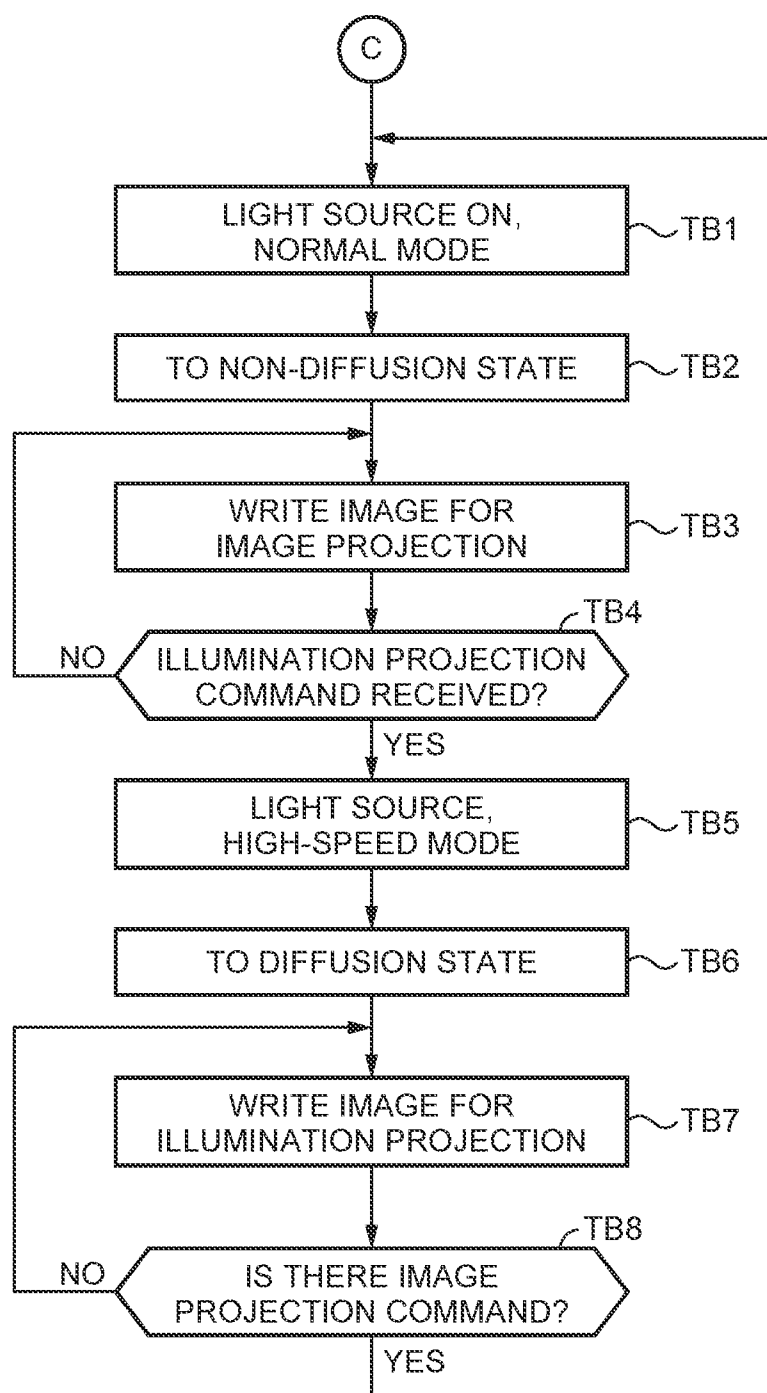 C
LIGHT SOURCE ON,
NORMAL MODE
TB1
TO NON-DIFFUSION STATE
TB2
WRITE IMAGE FOR
IMAGE PROJECTION
TB3
TB4
NO
ILLUMINATION PROJECTION
COMMAND RECEIVED?
YES
LIGHT SOURCE,
HIGH-SPEED MODE
TB5
TO DIFFUSION STATE
TB6
WRITE IMAGE FOR
ILLUMINATION PROJECTION
TB7
TB8
NO
IS THERE IMAGE
PROJECTION COMMAND?
YES